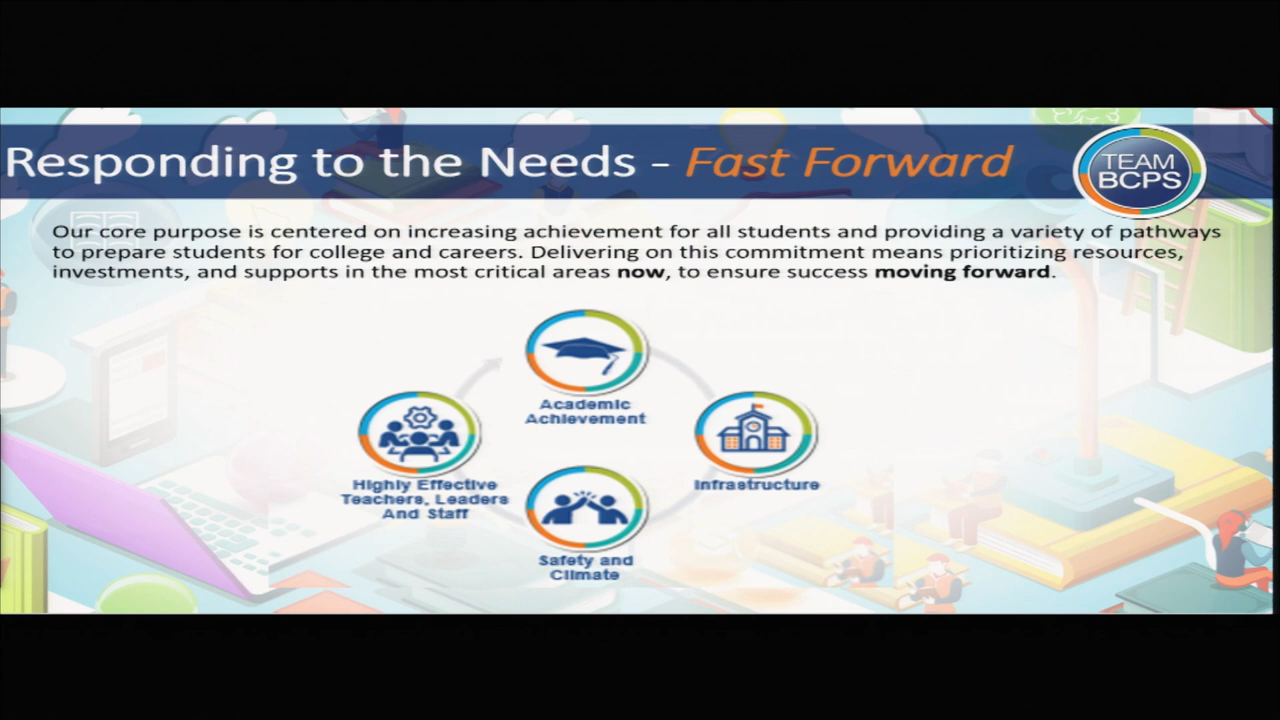 Responding to the Needs - Fast Forward
TEAM
BCPS
Our core purpose is centered on increasing achievement for all students and providing a variety of pathways
to prepare students for college and careers. Delivering on this commitment means prioritizing resources,
investments, and supports in the most critical areas now, to ensure success moving forward.
Academic
Achievement
Highly Effective
Teachers, Leaders
And Staff
Infrastructure
Safety and
Climate